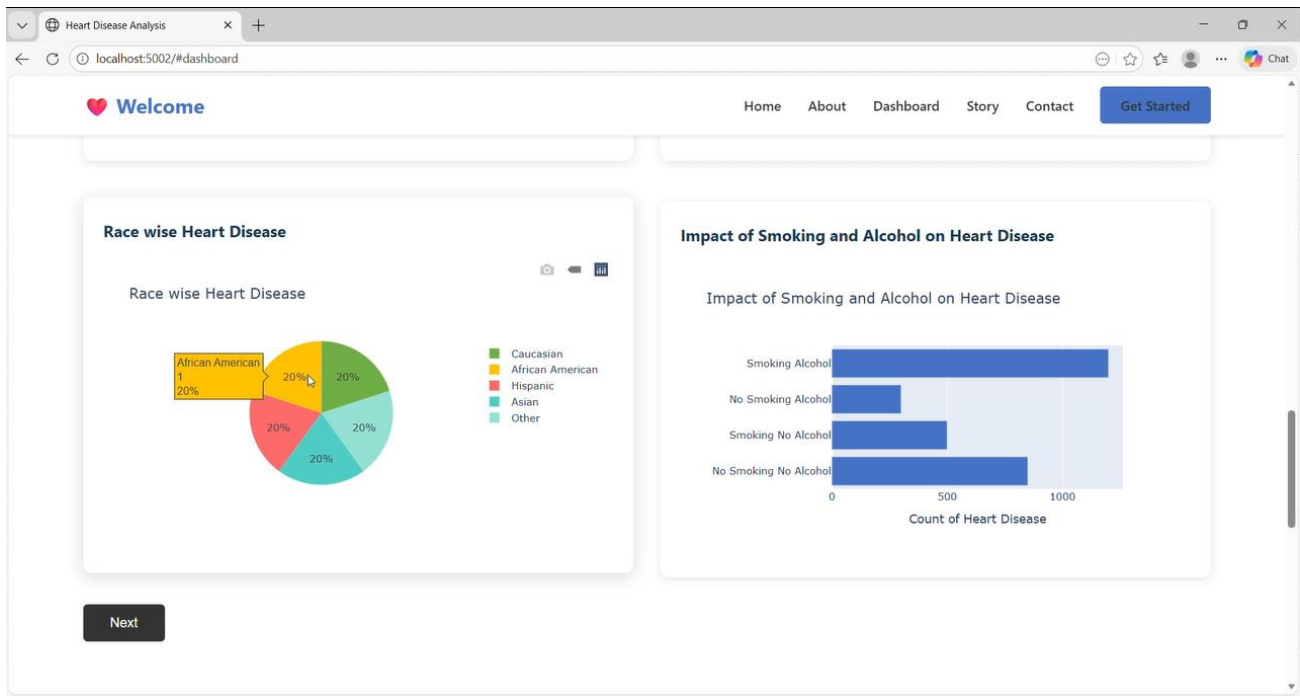 Heart Disease Analysis
localhost:5002/#dashboard
Chat
Welcome
Home About Dashboard Story Contact Get Started
Race wise Heart Disease
Race wise Heart Disease
African American
1
20%
20%
20%
20%
20%
20%
Caucasian
African American
Hispanic
Asian
Other
Impact of Smoking and Alcohol on Heart Disease
Impact of Smoking and Alcohol on Heart Disease
Smoking Alcohol
No Smoking Alcohol
Smoking No Alcohol
No Smoking No Alcohol
0 500 1000
Count of Heart Disease
Next